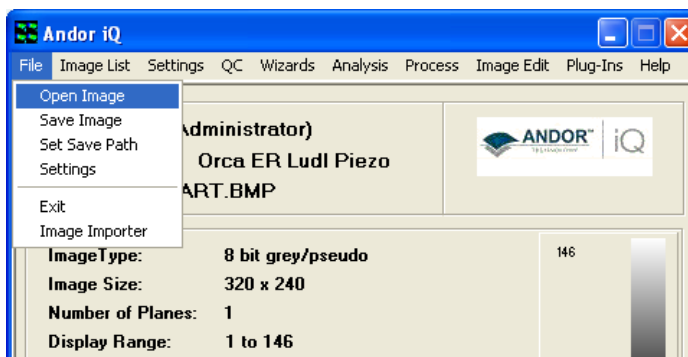 Andor iQ
File Image List Settings QC Wizards Analysis Process Image Edit Plug-Ins Help
Open Image
Save Image
Set Save Path
Settings
Exit
Image Importer
dministrator)
Orca ER Ludl Piezo
ART.BMP
ANDOR™ iQ
ImageType: 8 bit grey/pseudo
146
Image Size: 320 x 240
Number of Planes: 1
Display Range: 1 to 146